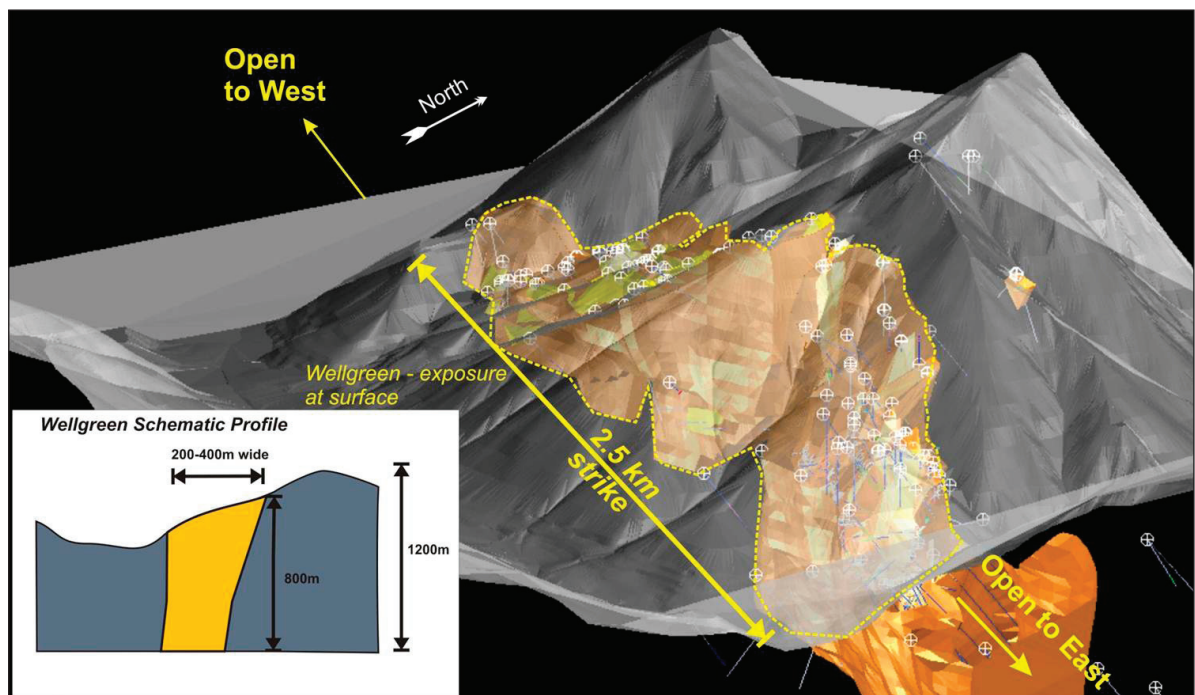 Open
to West
North
Wellgreen - exposure
at surface
2.5 km
strike
Open to East
Wellgreen Schematic Profile
200-400m wide
800m
1200m